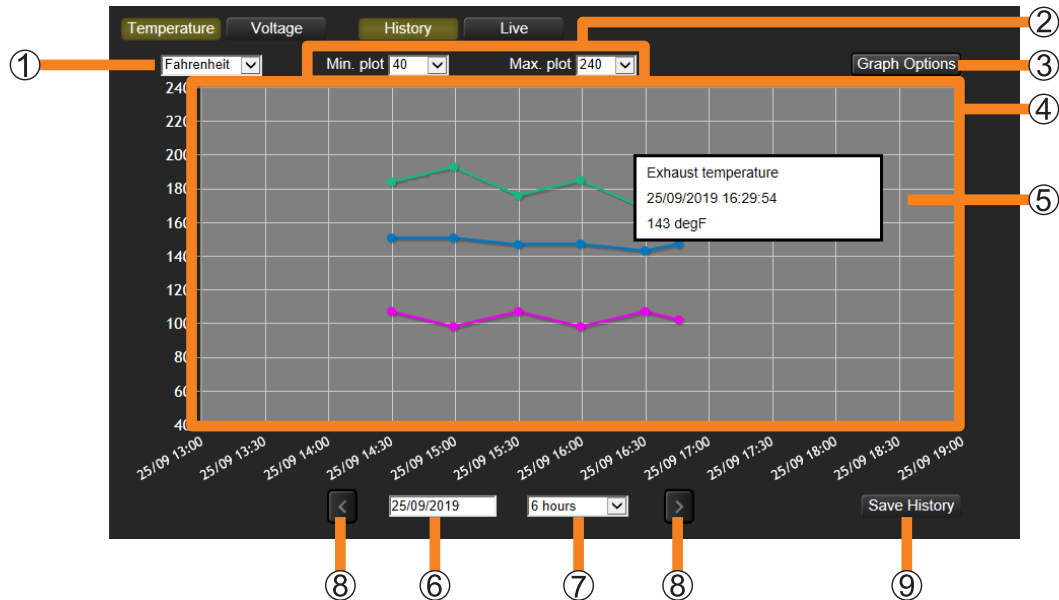 Temperature Voltage History Live
②
① Fahrenheit Min. plot 40 Max. plot 240 Graph Options ③
240
④
220
200
Exhaust temperature
180
25/09/2019 16:29:54 ⑤
160
143 degF
140
120
100
80
60
40
25/09 13:00 25/09 13:30 25/09 14:00 25/09 14:30 25/09 15:00 25/09 15:30 25/09 16:00 25/09 16:30 25/09 17:00 25/09 17:30 25/09 18:00 25/09 18:30 25/09 19:00
< 25/09/2019 6 hours > Save History
⑧ ⑥ ⑦ ⑧ ⑨